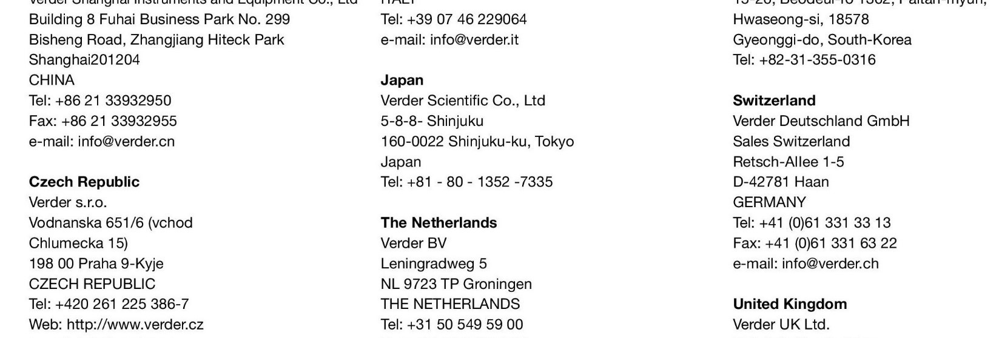 Verder Shanghai Instruments and Equipment Co., Ltd
Building 8 Fuhai Business Park No. 299
Bisheng Road, Zhangjiang Hiteck Park
Shanghai201204
CHINA
Tel: +86 21 33932950
Fax: +86 21 33932955
e-mail: info@verder.cn
Czech Republic
Verder s.r.o.
Vodnanska 651/6 (vchod
Chlumecka 15)
198 00 Praha 9-Kyje
CZECH REPUBLIC
Tel: +420 261 225 386-7
Web: http://www.verder.cz
ITALY
Tel: +39 07 46 229064
e-mail: info@verder.it
Japan
Verder Scientific Co., Ltd
5-8-8- Shinjuku
160-0022 Shinjuku-ku, Tokyo
Japan
Tel: +81 - 80 - 1352 -7335
The Netherlands
Verder BV
Leningradweg 5
NL 9723 TP Groningen
THE NETHERLANDS
Tel: +31 50 549 59 00
Hwaseong-si, 18578
Gyeonggi-do, South-Korea
Tel: +82-31-355-0316
Switzerland
Verder Deutschland GmbH
Sales Switzerland
Retsch-Allee 1-5
D-42781 Haan
GERMANY
Tel: +41 (0)61 331 33 13
Fax: +41 (0)61 331 63 22
e-mail: info@verder.ch
United Kingdom
Verder UK Ltd.